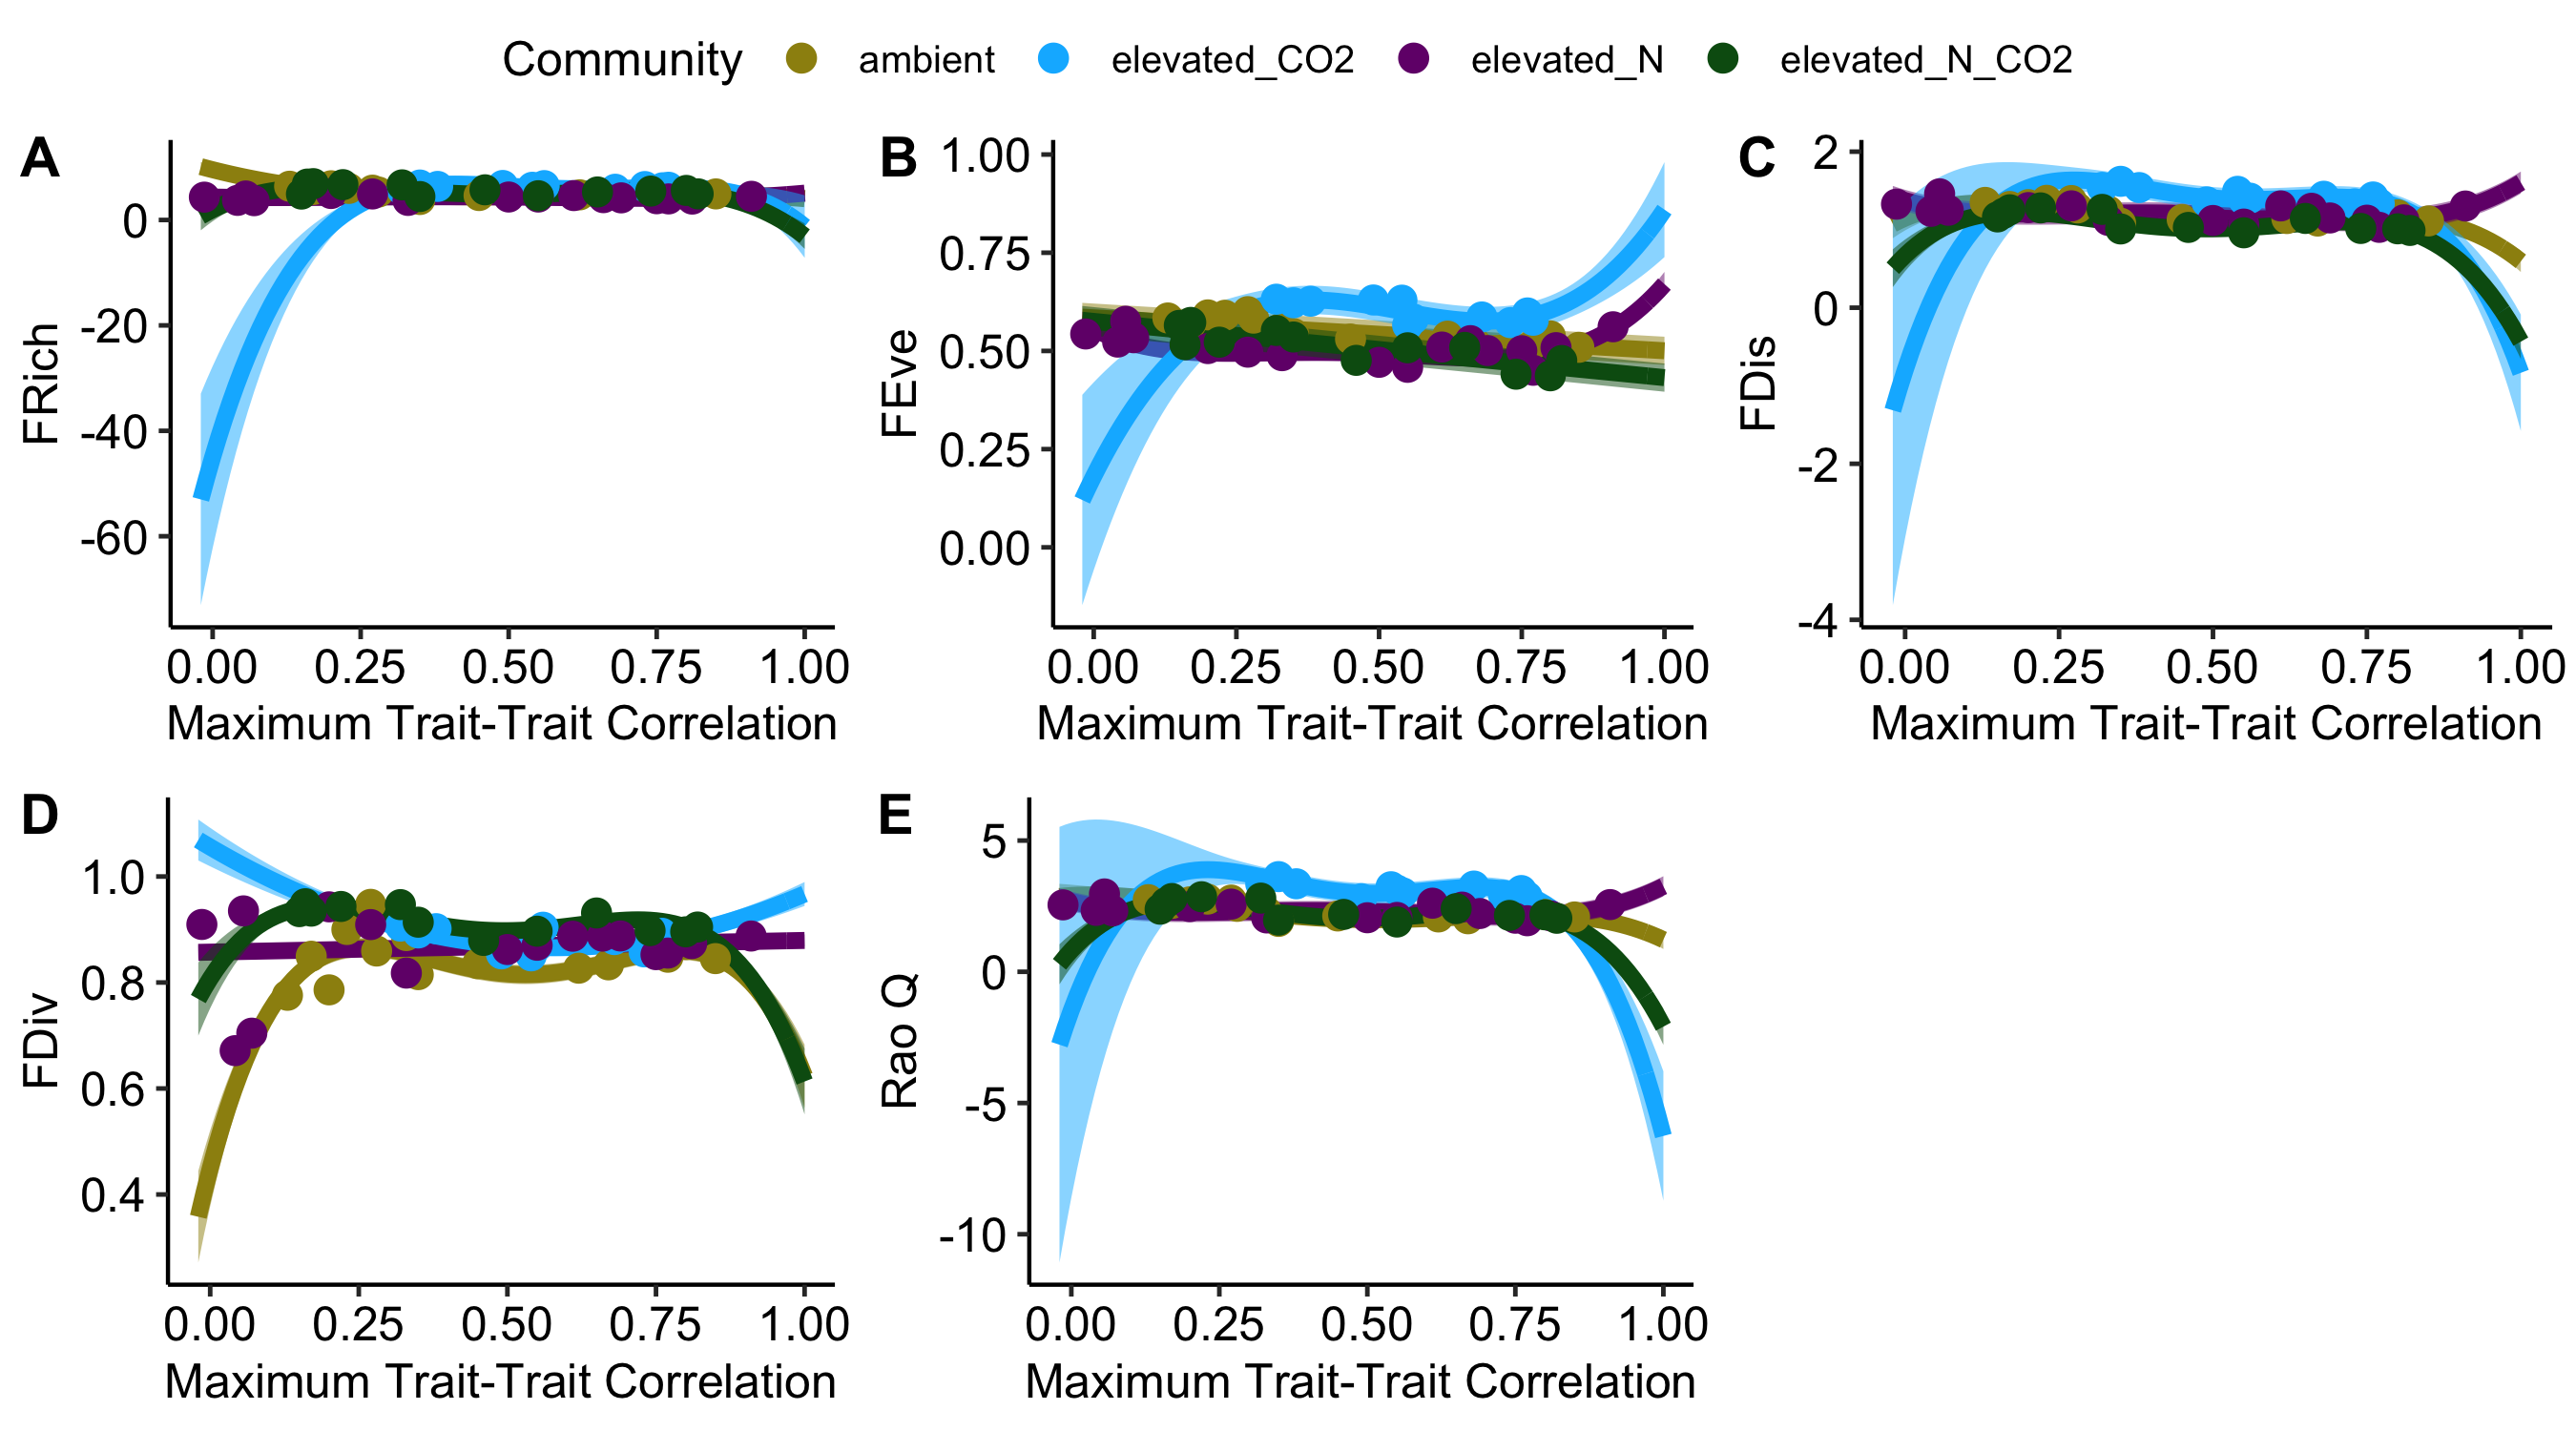 Community ambient elevated_CO2 elevated_N elevated_N_CO2
A
FRich
0
-20
-40
-60
0.00 0.25 0.50 0.75 1.00
Maximum Trait-Trait Correlation
B
FEve
1.00
0.75
0.50
0.25
0.00
0.00 0.25 0.50 0.75 1.00
Maximum Trait-Trait Correlation
C
FDis
2
0
-2
-4
0.00 0.25 0.50 0.75 1.00
Maximum Trait-Trait Correlation
D
FDiv
1.0
0.8
0.6
0.4
0.00 0.25 0.50 0.75 1.00
Maximum Trait-Trait Correlation
E
Rao Q
5
0
-5
-10
0.00 0.25 0.50 0.75 1.00
Maximum Trait-Trait Correlation